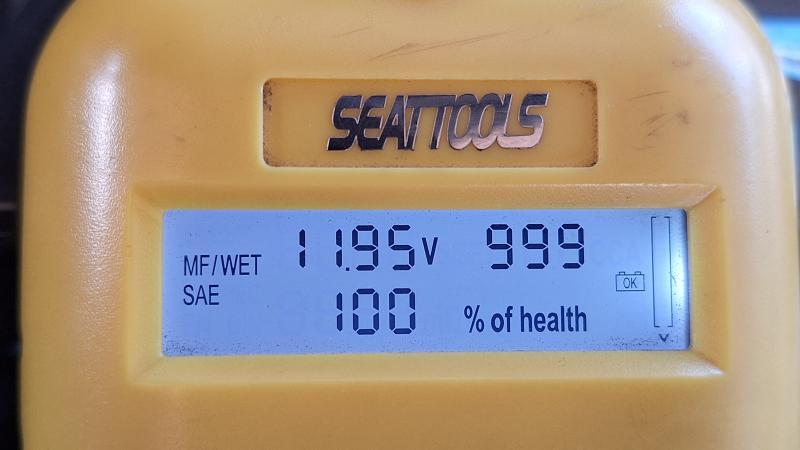 SEATTOOLS
MF/WET 11.95V 999
SAE 100 % of health
OK
V